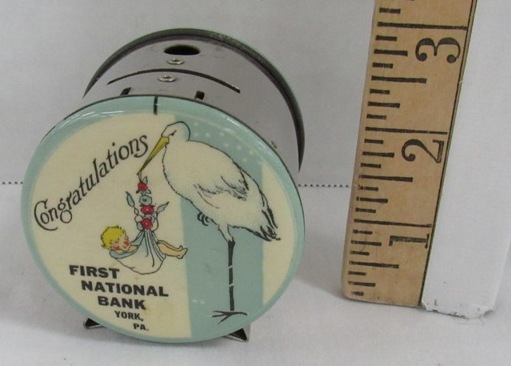 Congratulations
FIRST
NATIONAL
BANK
YORK,
PA.
3
2
1